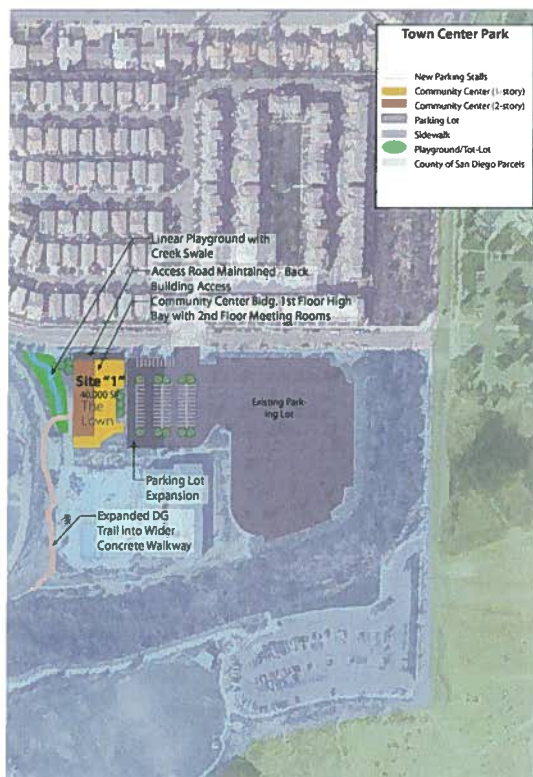 Town Center Park
New Parking Stalls
Community Center (1-story)
Community Center (2-story)
Parking Lot
Sidewalk
Playground/Tot-Lot
County of San Diego Parcels
Linear Playground with
Creek Swale
Access Road Maintained - Back
Building Access
Community Center Bldg. 1st Floor High
Bay with 2nd Floor Meeting Rooms
Site "1"
40,000 SF
The
Lown
Existing Park-
ing Lot
Parking Lot
Expansion
Expanded DG
Trail into Wider
Concrete Walkway